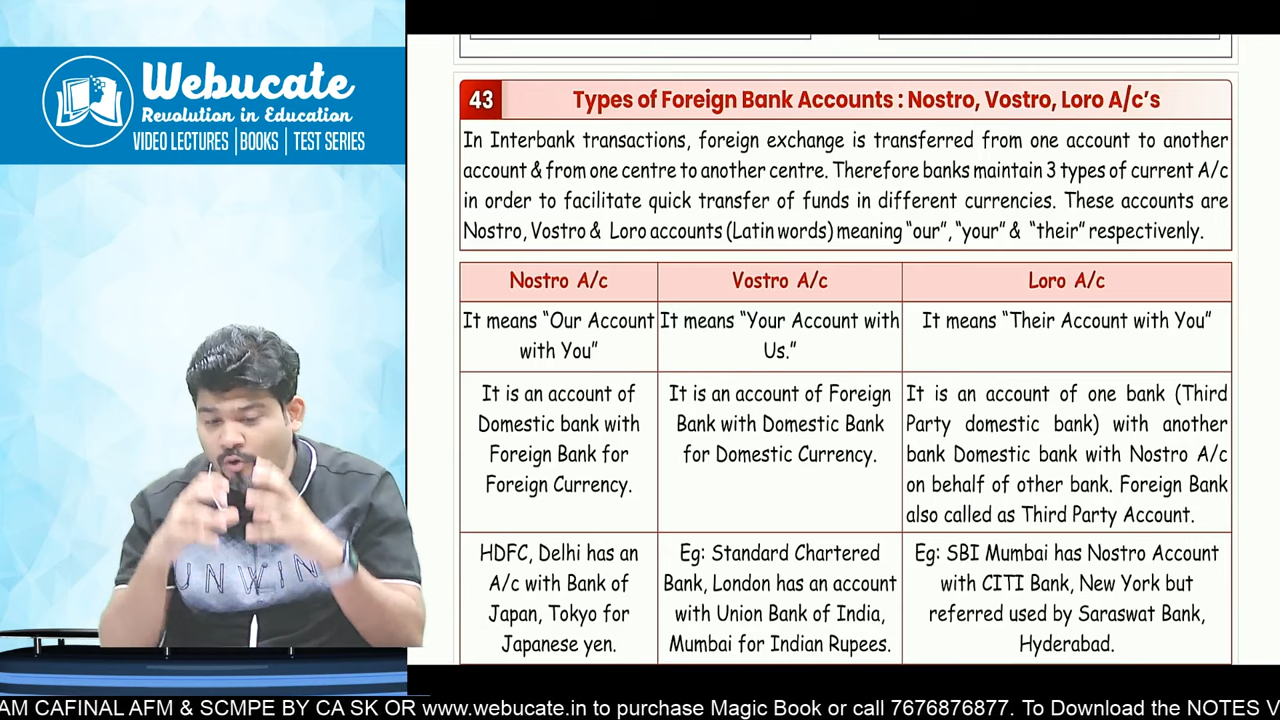 Webucate
Revolution in Education
VIDEO LECTURES | BOOKS | TEST SERIES
43
Types of Foreign Bank Accounts : Nostro, Vostro, Loro A/c's
In Interbank transactions, foreign exchange is transferred from one account to another
account & from one centre to another centre. Therefore banks maintain 3 types of current A/c
in order to facilitate quick transfer of funds in different currencies. These accounts are
Nostro, Vostro & Loro accounts (Latin words) meaning “our”, “your” & “their” respectivenly.
Nostro A/c
Vostro A/c
Loro A/c
It means “Our Account
with You”
It means “Your Account with
Us.”
It means “Their Account with You”
It is an account of
Domestic bank with
Foreign Bank for
Foreign Currency.
It is an account of Foreign
Bank with Domestic Bank
for Domestic Currency.
It is an account of one bank (Third
Party domestic bank) with another
bank Domestic bank with Nostro A/c
on behalf of other bank. Foreign Bank
also called as Third Party Account.
HDFC, Delhi has an
A/c with Bank of
Japan, Tokyo for
Japanese yen.
Eg: Standard Chartered
Bank, London has an account
with Union Bank of India,
Mumbai for Indian Rupees.
Eg: SBI Mumbai has Nostro Account
with CITI Bank, New York but
referred used by Saraswat Bank,
Hyderabad.
UNWIN
AM CAFINAL AFM & SCMPE BY CA SK OR www.webucate.in to purchase Magic Book or call 7676876877. To Download the NOTES V